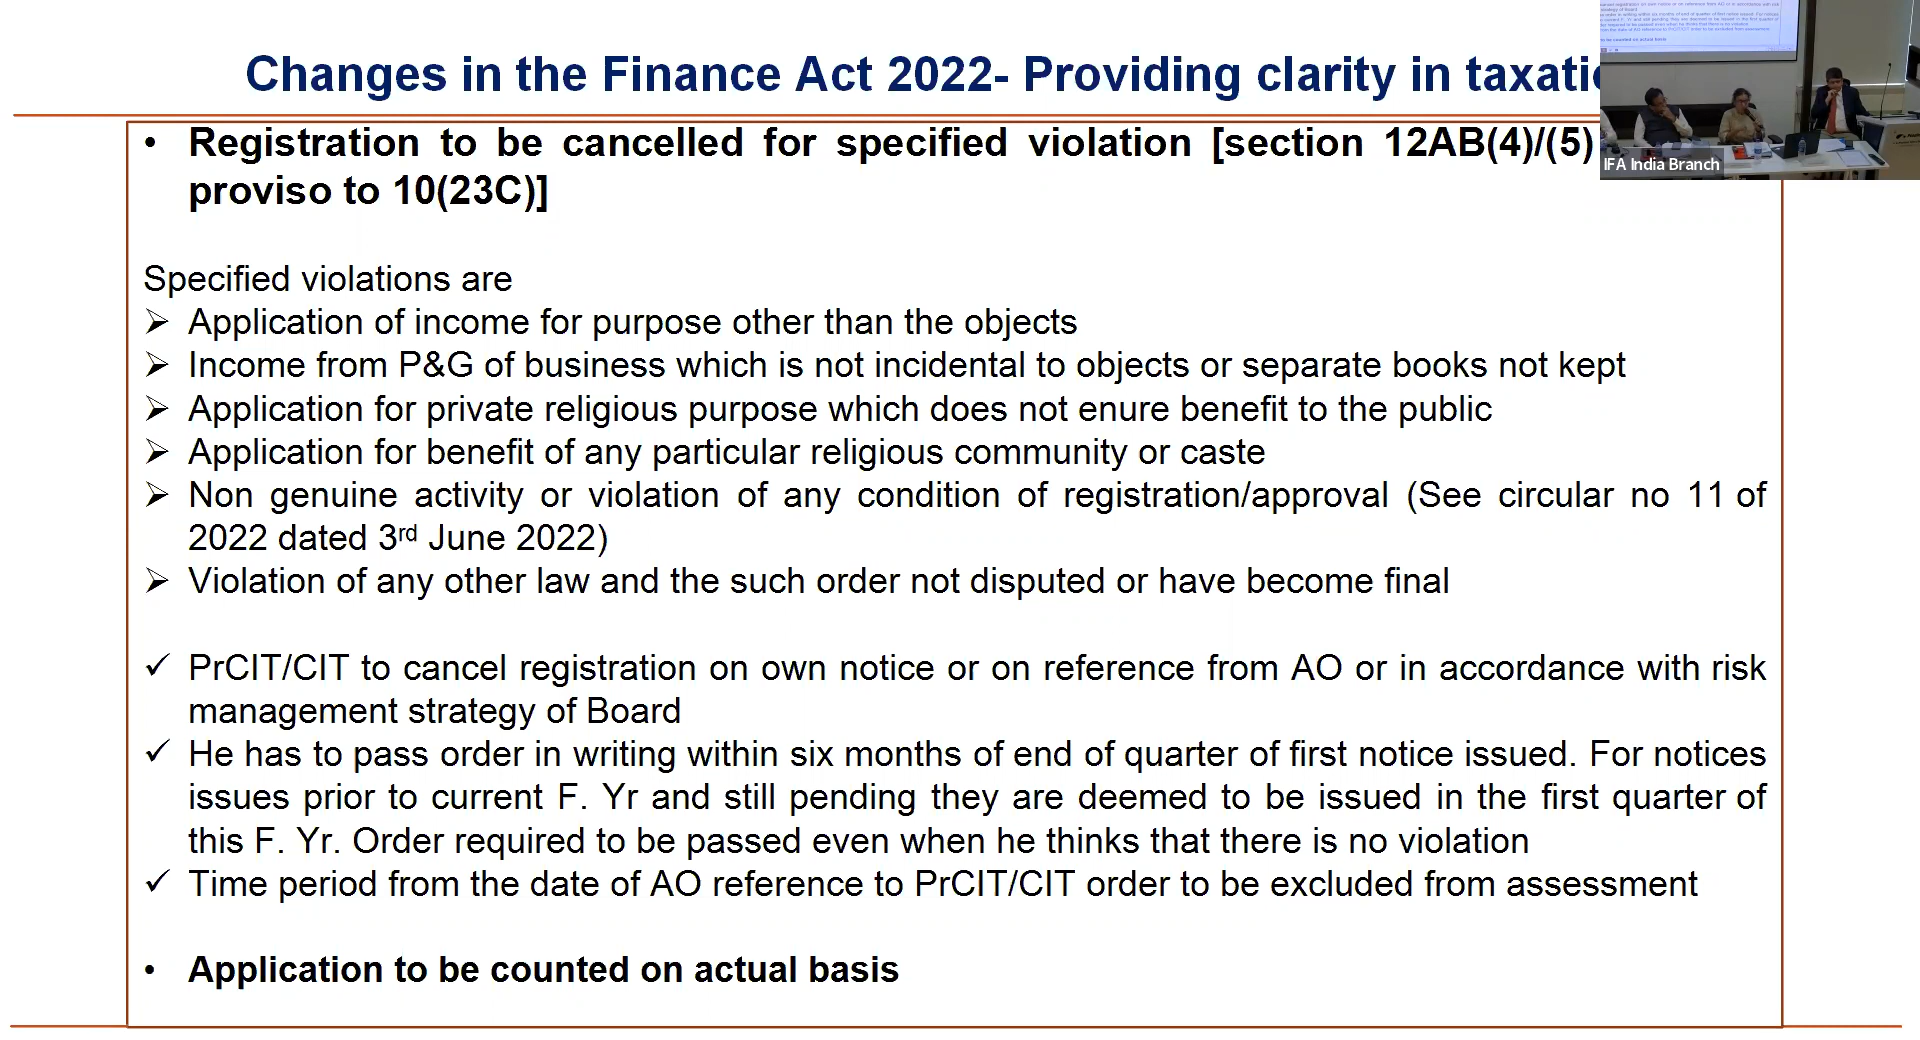 Changes in the Finance Act 2022- Providing clarity in
• Registration to be cancelled for specified violation [section 12AB(4)/(5)
proviso to 10(23C)]
IFA India Branch
Specified violations are
➢ Application of income for purpose other than the objects
➢ Income from P&G of business which is not incidental to objects or separate books not kept
➢ Application for private religious purpose which does not enure benefit to the public
➢ Application for benefit of any particular religious community or caste
➢ Non genuine activity or violation of any condition of registration/approval (See circular no 11 of
2022 dated 3rd June 2022)
➢ Violation of any other law and the such order not disputed or have become final
✓ PrCIT/CIT to cancel registration on own notice or on reference from AO or in accordance with risk
management strategy of Board
✓ He has to pass order in writing within six months of end of quarter of first notice issued. For notices
issues prior to current F. Yr and still pending they are deemed to be issued in the first quarter of
this F. Yr. Order required to be passed even when he thinks that there is no violation
✓ Time period from the date of AO reference to PrCIT/CIT order to be excluded from assessment
• Application to be counted on actual basis